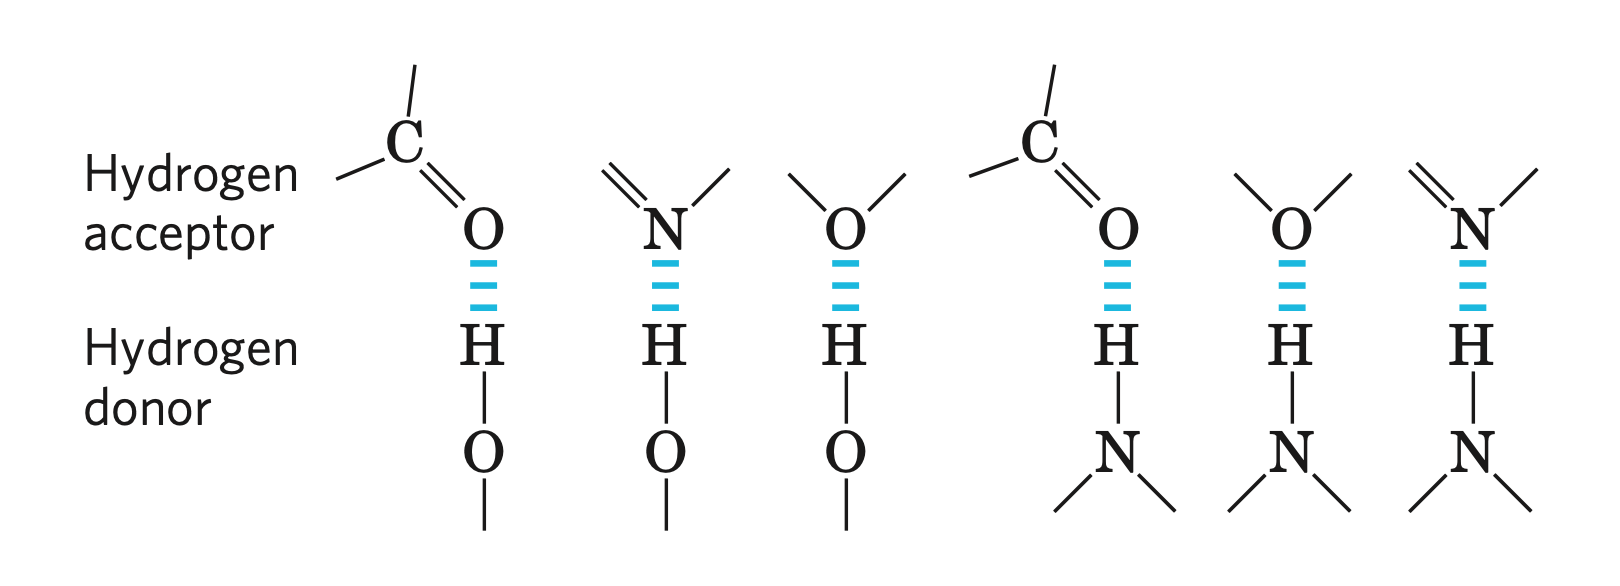 C C
Hydrogen
acceptor
O N O O O N
Hydrogen
donor
H H H H H H
O O O N N N